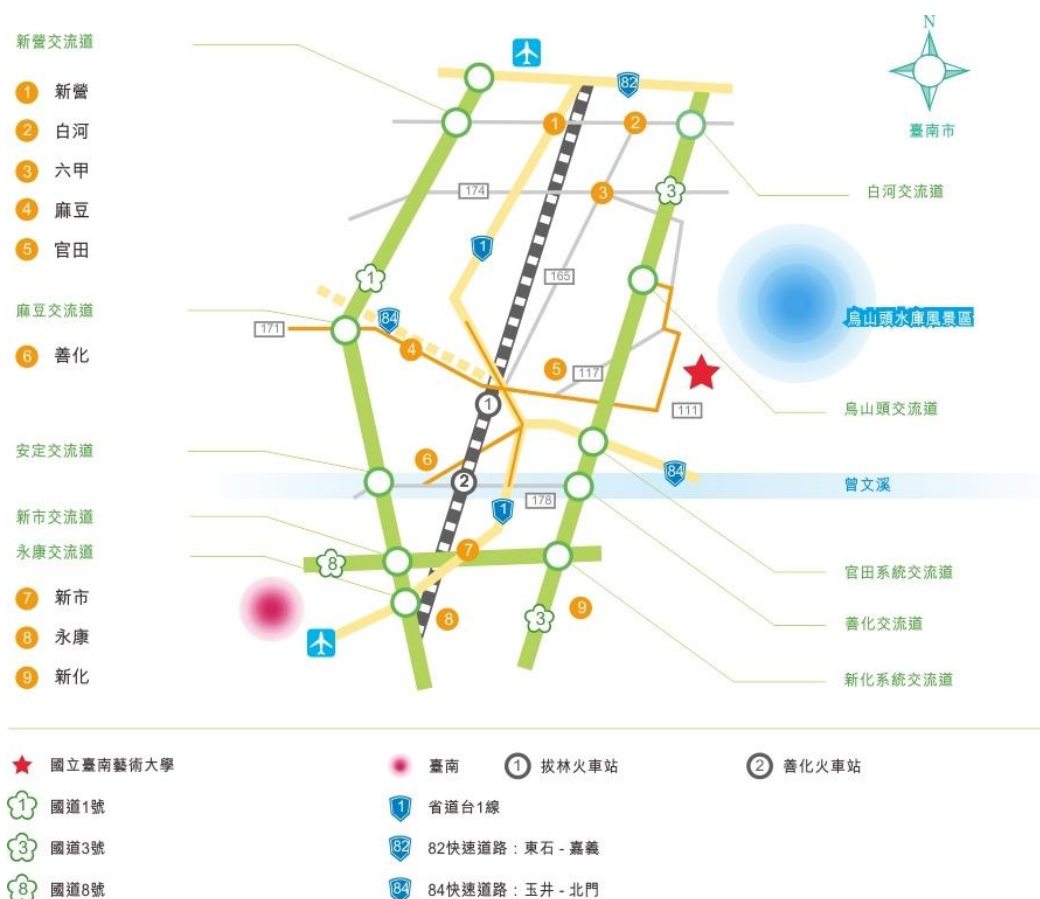 新營交流道
1 新營
2 白河
3 六甲
4 麻豆
5 官田
麻豆交流道
6 善化
安定交流道
新市交流道
永康交流道
7 新市
8 永康
9 新化
N
臺南市
82
1
2
174
3
3
白河交流道
1
165
1
烏山頭水庫風景區
171
84
4
5
117
1
111
烏山頭交流道
6
2
84
曾文溪
178
1
8
7
官田系統交流道
8
9
3
善化交流道
新化系統交流道
國立臺南藝術大學
臺南
1 拔林火車站
2 善化火車站
1 國道1號
1 省道台1線
3 國道3號
82 82快速道路：東石 - 嘉義
8 國道8號
84 84快速道路：玉井 - 北門